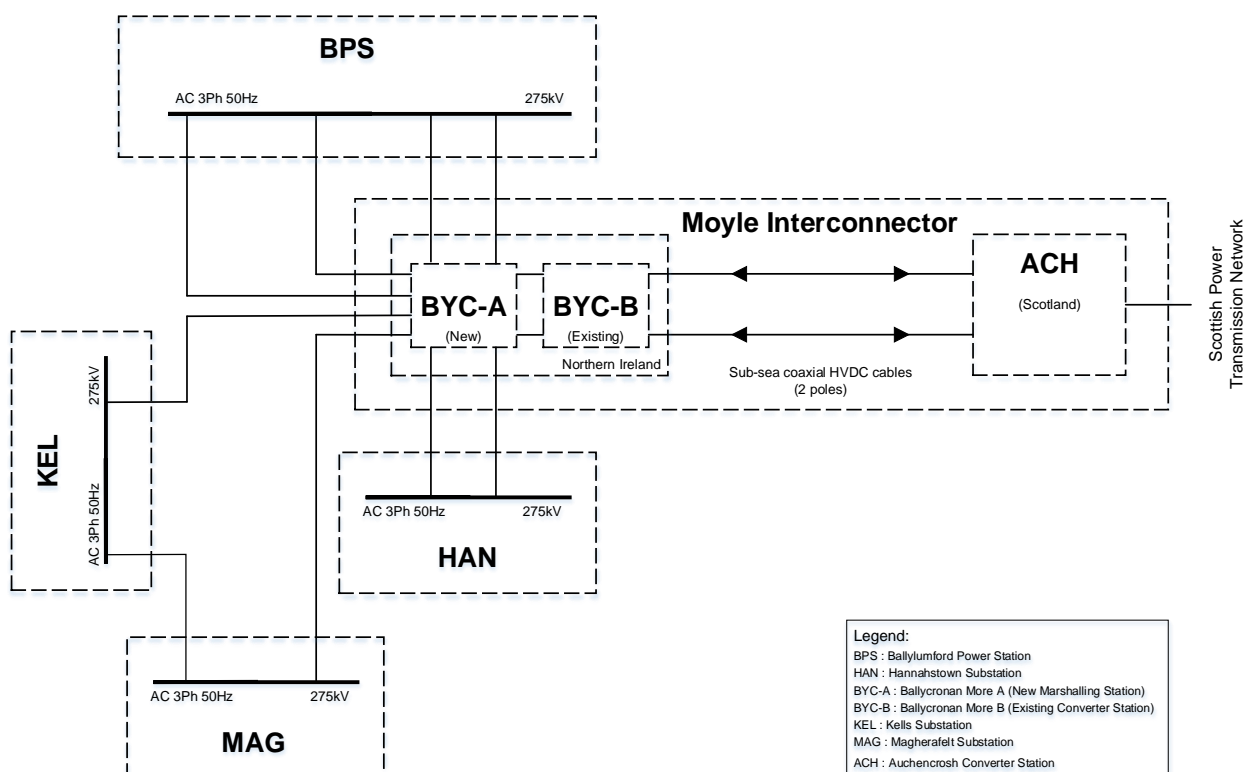 BPS
AC 3Ph 50Hz
275kV
Moyle Interconnector
BYC-A
(New)
BYC-B
(Existing)
Northern Ireland
ACH
(Scotland)
Sub-sea coaxial HVDC cables
(2 poles)
Scottish Power
Transmission Network
KEL
275kV
AC 3Ph 50Hz
AC 3Ph 50Hz
275kV
HAN
AC 3Ph 50Hz
275kV
MAG
Legend:
BPS : Ballylumford Power Station
HAN : Hannahstown Substation
BYC-A : Ballycronan More A (New Marshalling Station)
BYC-B : Ballycronan More B (Existing Converter Station)
KEL : Kells Substation
MAG : Magherafelt Substation
ACH : Auchencrosh Converter Station